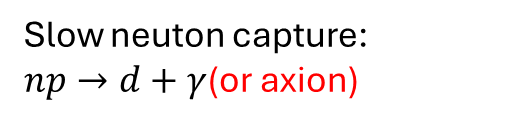 Slow neuton capture:
np → d + γ(or axion)